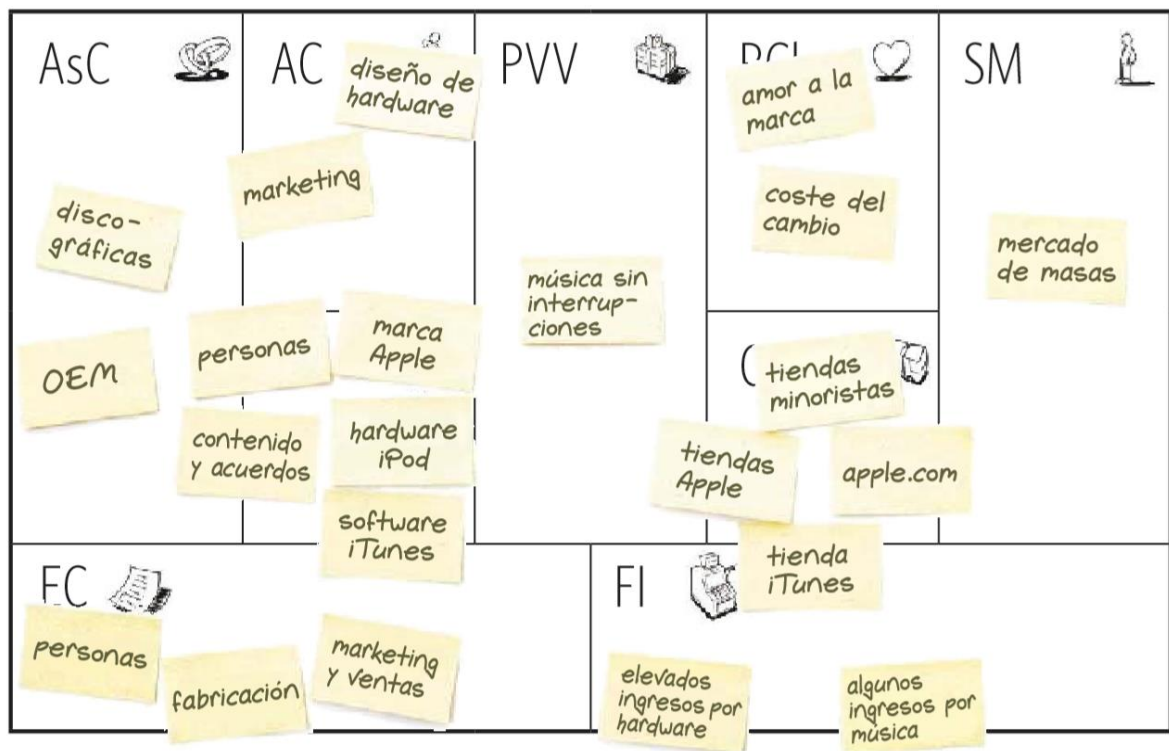 AsC
disco-
gráficas
OEM
AC
diseño de
hardware
marketing
personas
marca
Apple
contenido
y acuerdos
hardware
iPod
software
iTunes
PVV
música sin
interrup-
ciones
amor a la
marca
coste del
cambio
tiendas
minoristas
tiendas
Apple
apple.com
tienda
iTunes
SM
mercado
de masas
EC
personas
fabricación
marketing
y ventas
FI
elevados
ingresos por
hardware
algunos
ingresos por
música